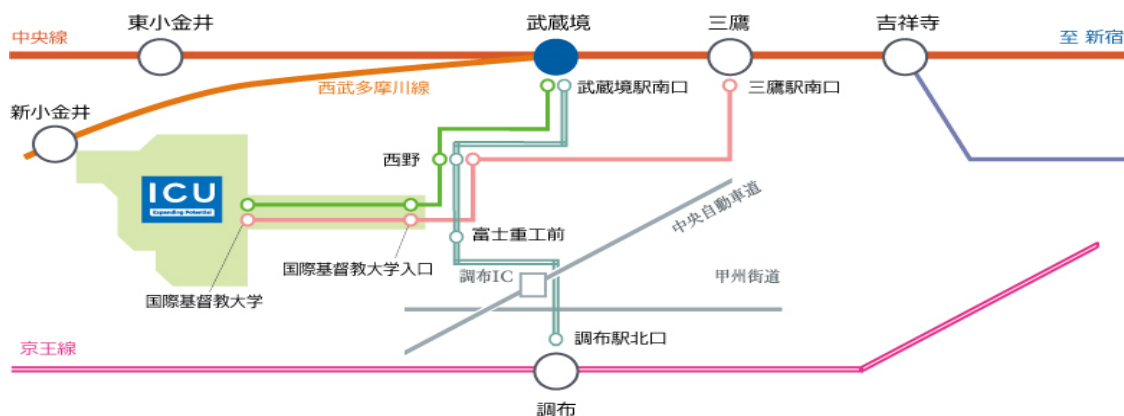 東小金井
武蔵境
三鷹
吉祥寺
中央線
至 新宿
西武多摩川線
武蔵境駅南口
三鷹駅南口
新小金井
西野
ICU
Expanding Potential
中央自動車道
富士重工前
国際基督教大学入口
調布IC
甲州街道
国際基督教大学
調布駅北口
京王線
調布